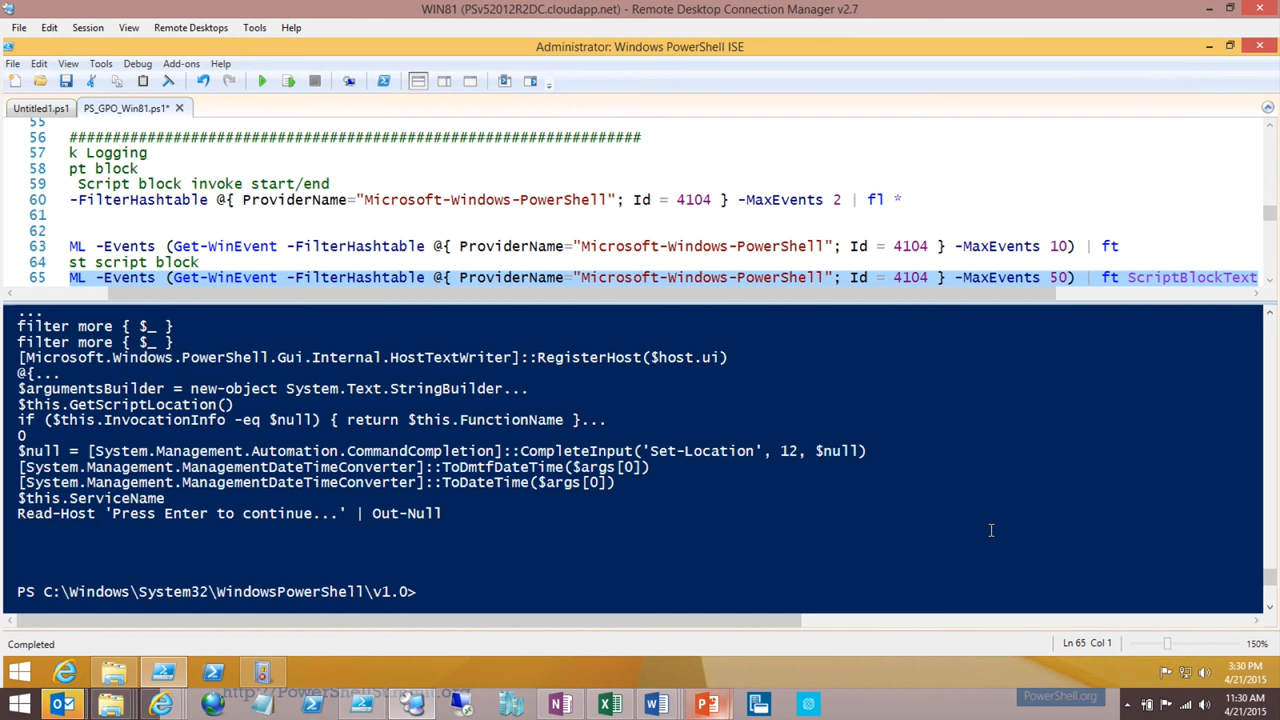 WIN81 (PSv52012R2DC.cloudapp.net) - Remote Desktop Connection Manager v2.7
File Edit Session View Remote Desktops Tools Help
Administrator: Windows PowerShell ISE
File Edit View Tools Debug Add-ons Help
Untitled1.ps1 PS_GPO_Win81.ps1*
55
56 ##################################################################
57 k Logging
58 pt block
59 Script block invoke start/end
60 -FilterHashtable @{ ProviderName="Microsoft-Windows-PowerShell"; Id = 4104 } -MaxEvents 2 | fl *
61
62
63 ML -Events (Get-WinEvent -FilterHashtable @{ ProviderName="Microsoft-Windows-PowerShell"; Id = 4104 } -MaxEvents 10) | ft
64 st script block
65 ML -Events (Get-WinEvent -FilterHashtable @{ ProviderName="Microsoft-Windows-PowerShell"; Id = 4104 } -MaxEvents 50) | ft ScriptBlockText
...
filter more { $_ }
filter more { $_ }
[Microsoft.Windows.PowerShell.Gui.Internal.HostTextWriter]::RegisterHost($host.ui)
@{...
$argumentsBuilder = new-object System.Text.StringBuilder...
$this.GetScriptLocation()
if ($this.InvocationInfo -eq $null) { return $this.FunctionName }...
0
$null = [System.Management.Automation.CommandCompletion]::CompleteInput('Set-Location', 12, $null)
[System.Management.ManagementDateTimeConverter]::ToDmtfDateTime($args[0])
[System.Management.ManagementDateTimeConverter]::ToDateTime($args[0])
$this.ServiceName
Read-Host 'Press Enter to continue...' | Out-Null
PS C:\Windows\System32\WindowsPowerShell\v1.0>
Completed Ln 65 Col 1 150%
3:30 PM
4/21/2015
http://PowerShellSummit.org
PowerShell.org
11:30 AM
4/21/2015